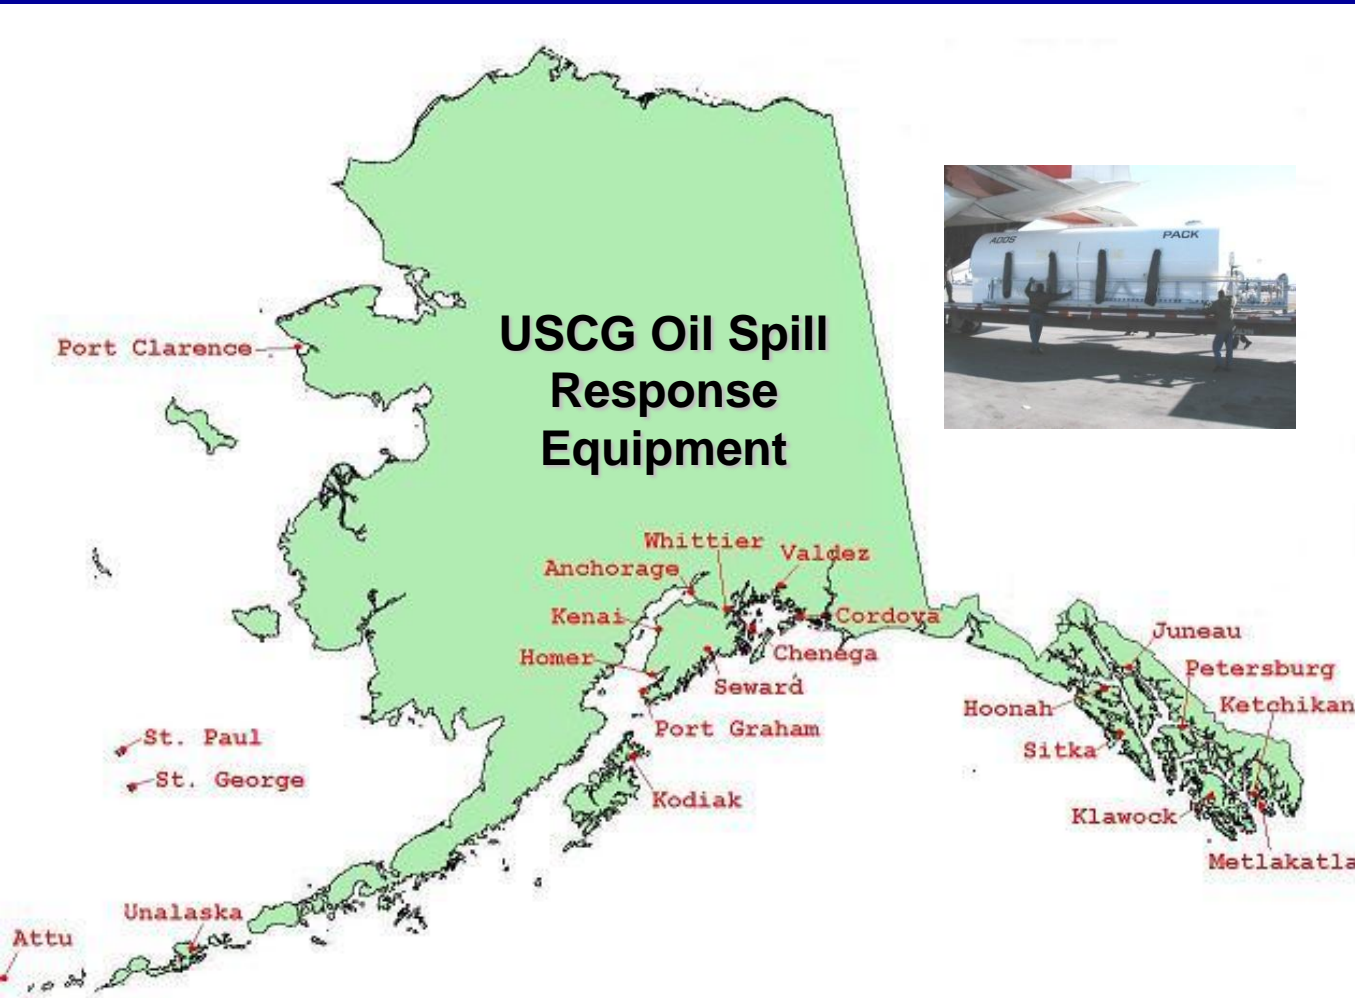 ADDS
PACK
USCG Oil Spill
Response
Equipment
Port Clarence
Whittier
Valdez
Anchorage
Kenai
Cordova
Homer
Chenega
Seward
Port Graham
Kodiak
St. Paul
St. George
Unalaska
Attu
Juneau
Petersburg
Hoonah
Ketchikan
Sitka
Klawock
Metlakatla